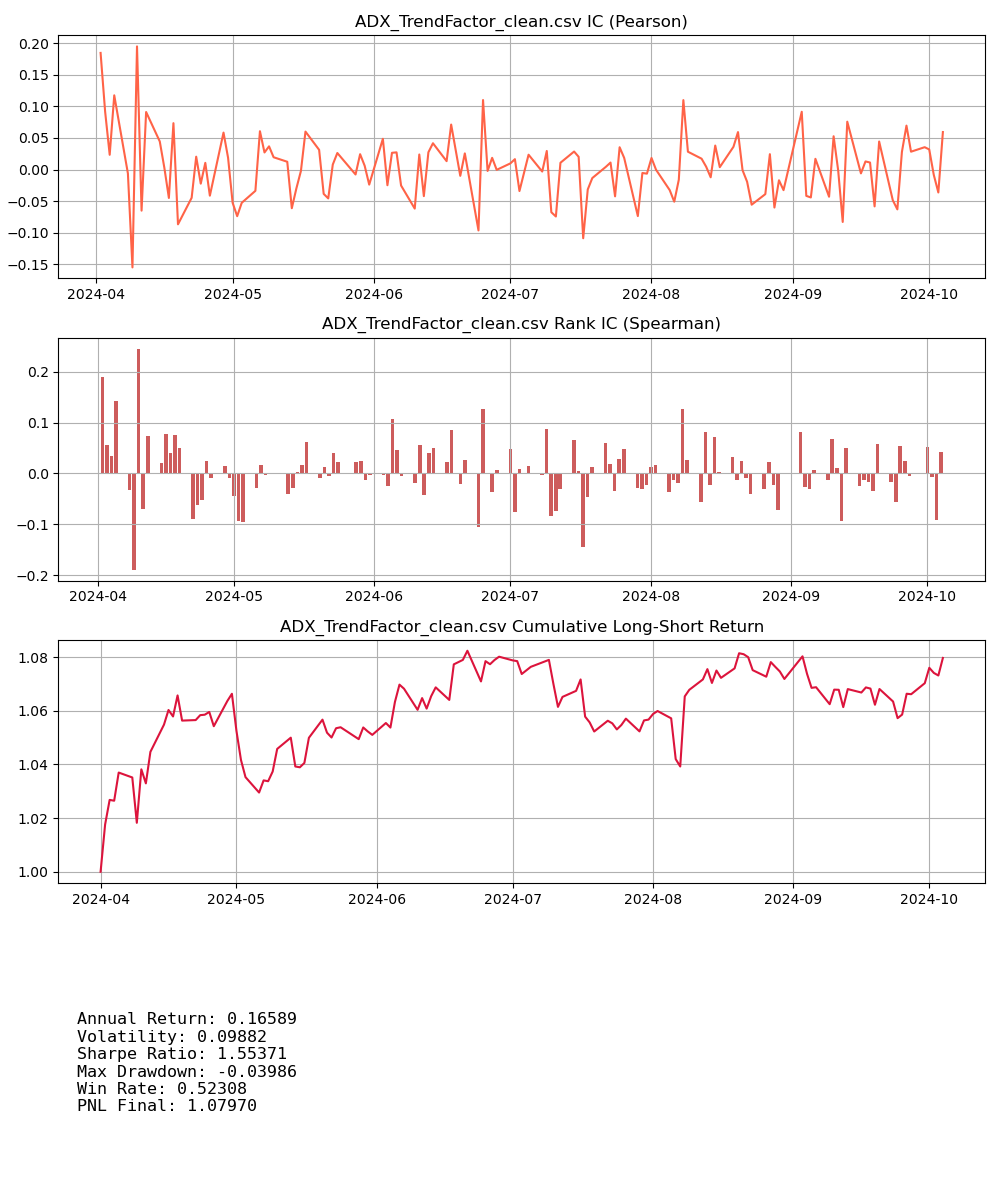 ADX_TrendFactor_clean.csv IC (Pearson)
0.20
0.15
0.10
0.05
0.00
−0.05
−0.10
−0.15
2024-04 2024-05 2024-06 2024-07 2024-08 2024-09 2024-10
ADX_TrendFactor_clean.csv Rank IC (Spearman)
0.2
0.1
0.0
−0.1
−0.2
2024-04 2024-05 2024-06 2024-07 2024-08 2024-09 2024-10
ADX_TrendFactor_clean.csv Cumulative Long-Short Return
1.08
1.06
1.04
1.02
1.00
2024-04 2024-05 2024-06 2024-07 2024-08 2024-09 2024-10
Annual Return: 0.16589
Volatility: 0.09882
Sharpe Ratio: 1.55371
Max Drawdown: -0.03986
Win Rate: 0.52308
PNL Final: 1.07970